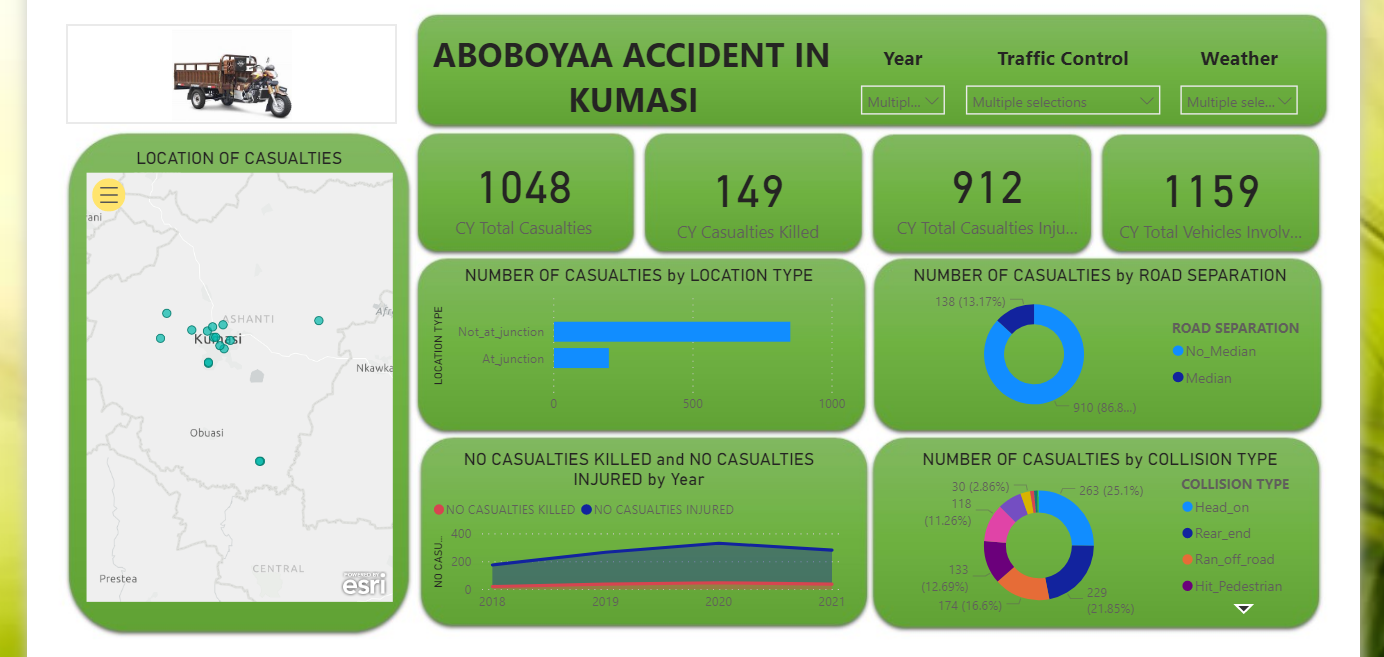 ABOBOYAA ACCIDENT IN
KUMASI
Year
Traffic Control
Weather
Multipl...
Multiple selections
Multiple sele...
LOCATION OF CASUALTIES
ani
ASHANTI
Kumasi
Afri
Nkawka
Obuasi
Prestea
CENTRAL
POWERED BY
esri
1048
CY Total Casualties
149
CY Casualties Killed
912
CY Total Casualties Inju...
1159
CY Total Vehicles Involv...
NUMBER OF CASUALTIES by LOCATION TYPE
LOCATION TYPE
Not_at_junction
At_junction
0
500
1000
NUMBER OF CASUALTIES by ROAD SEPARATION
138 (13.17%)
910 (86.8...)
ROAD SEPARATION
No_Median
Median
NO CASUALTIES KILLED and NO CASUALTIES
INJURED by Year
NO CASUALTIES KILLED
NO CASUALTIES INJURED
NO CASU...
400
200
0
2018
2019
2020
2021
NUMBER OF CASUALTIES by COLLISION TYPE
30 (2.86%)
118
(11.26%)
133
(12.69%)
174 (16.6%)
263 (25.1%)
229
(21.85%)
COLLISION TYPE
Head_on
Rear_end
Ran_off_road
Hit_Pedestrian